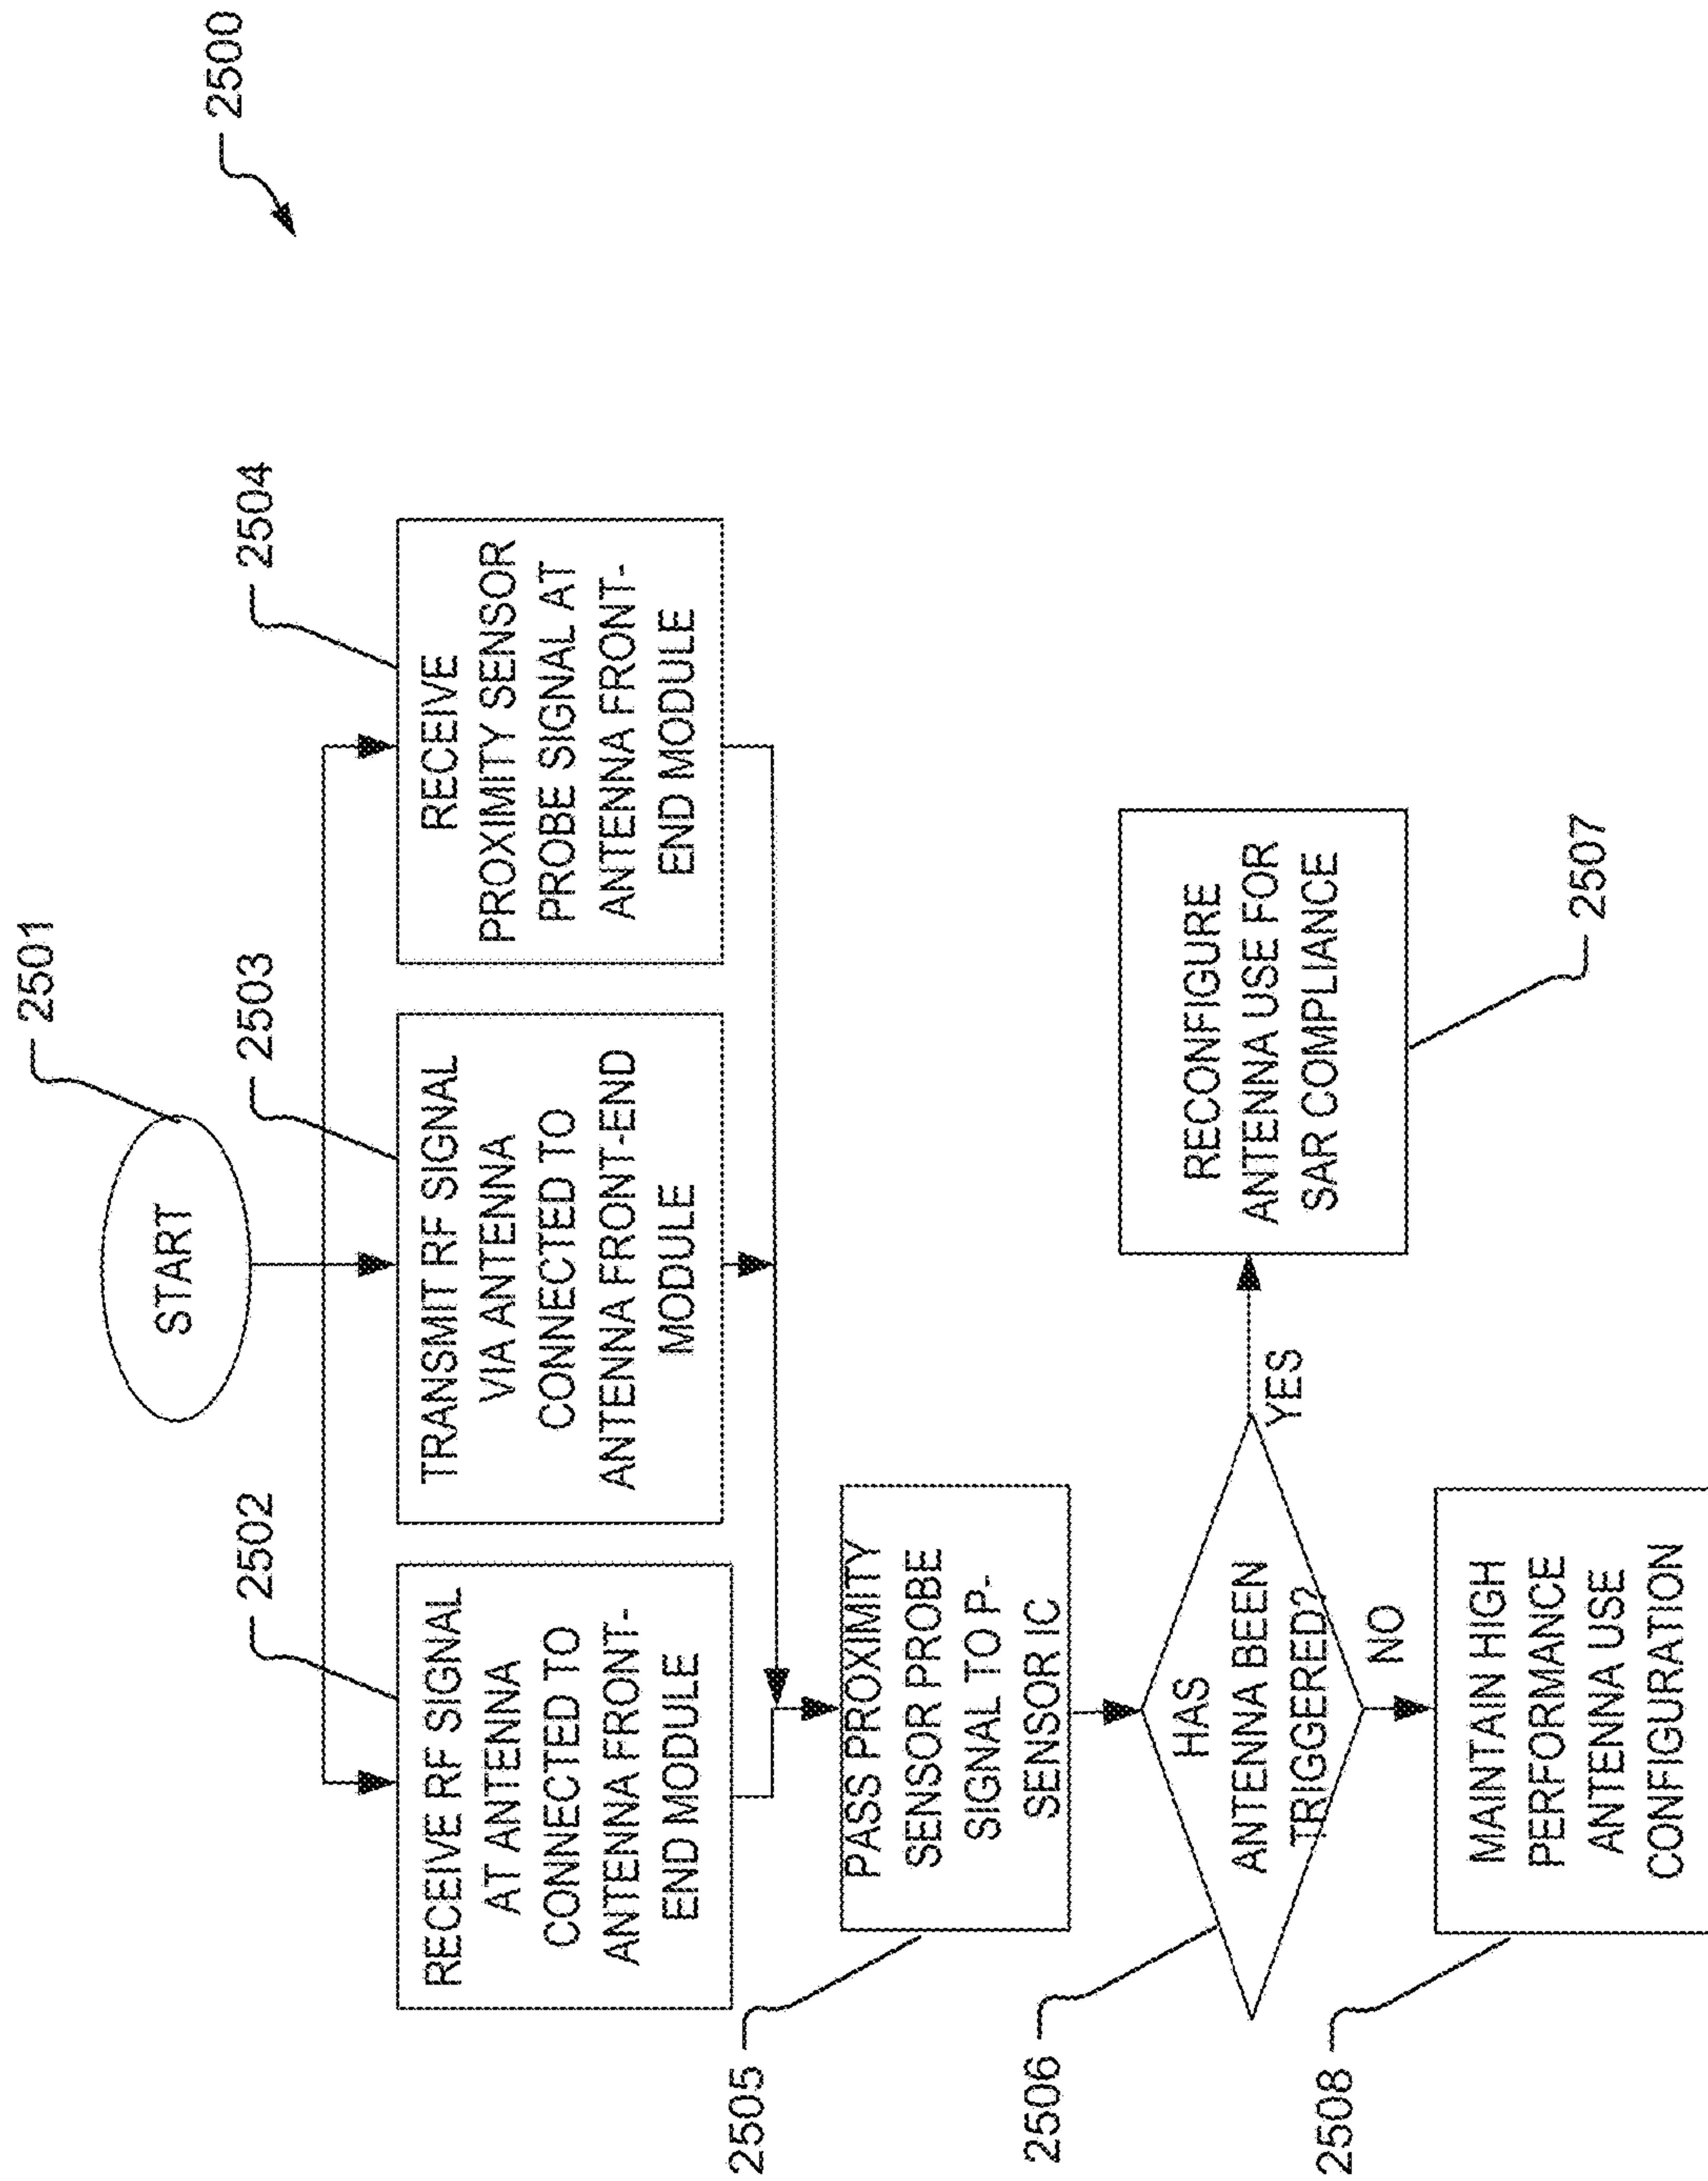 2500
2501
START
2502
RECEIVE RF SIGNAL
AT ANTENNA
CONNECTED TO
ANTENNA FRONT-
END MODULE
2503
TRANSMIT RF SIGNAL
VIA ANTENNA
CONNECTED TO
ANTENNA FRONT-END
MODULE
2504
RECEIVE
PROXIMITY SENSOR
PROBE SIGNAL AT
ANTENNA FRONT-
END MODULE
2505
PASS PROXIMITY
SENSOR PROBE
SIGNAL TO P-
SENSOR IC
2506
HAS
ANTENNA BEEN
TRIGGERED?
YES
NO
RECONFIGURE
ANTENNA USE FOR
SAR COMPLIANCE
2507
2508
MAINTAIN HIGH
PERFORMANCE
ANTENNA USE
CONFIGURATION